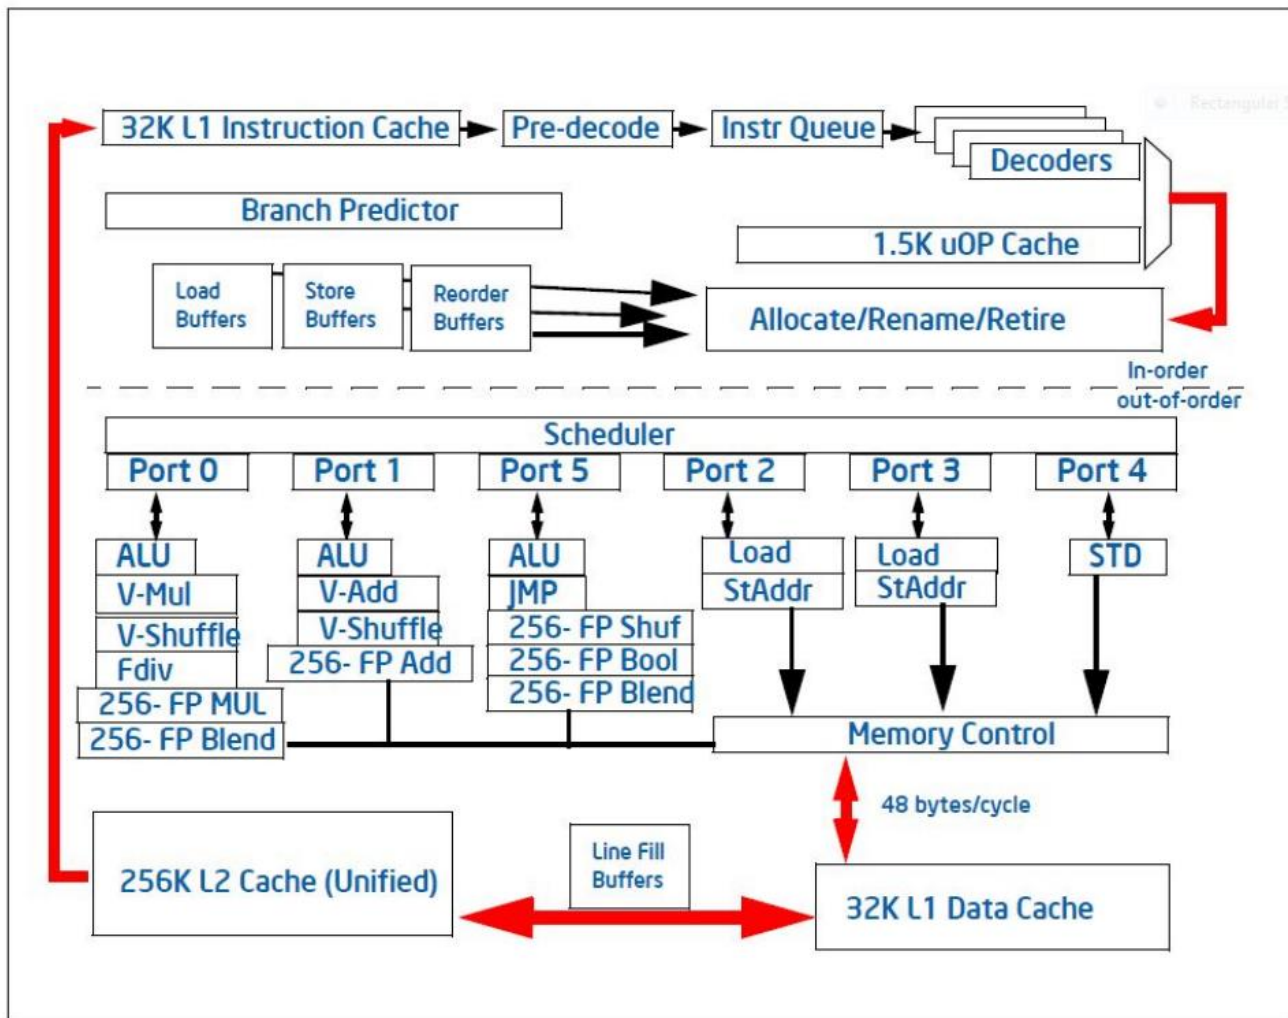 32K L1 Instruction Cache
Pre-decode
Instr Queue
Decoders
Rectangular
Branch Predictor
1.5K uOP Cache
Load
Buffers
Store
Buffers
Reorder
Buffers
Allocate/Rename/Retire
In-order
out-of-order
Scheduler
Port 0
Port 1
Port 5
Port 2
Port 3
Port 4
ALU
V-Mul
V-Shuffle
Fdiv
256- FP MUL
256- FP Blend
ALU
V-Add
V-Shuffle
256- FP Add
ALU
JMP
256- FP Shuf
256- FP Bool
256- FP Blend
Load
StAddr
Load
StAddr
STD
Memory Control
48 bytes/cycle
256K L2 Cache (Unified)
Line Fill
Buffers
32K L1 Data Cache